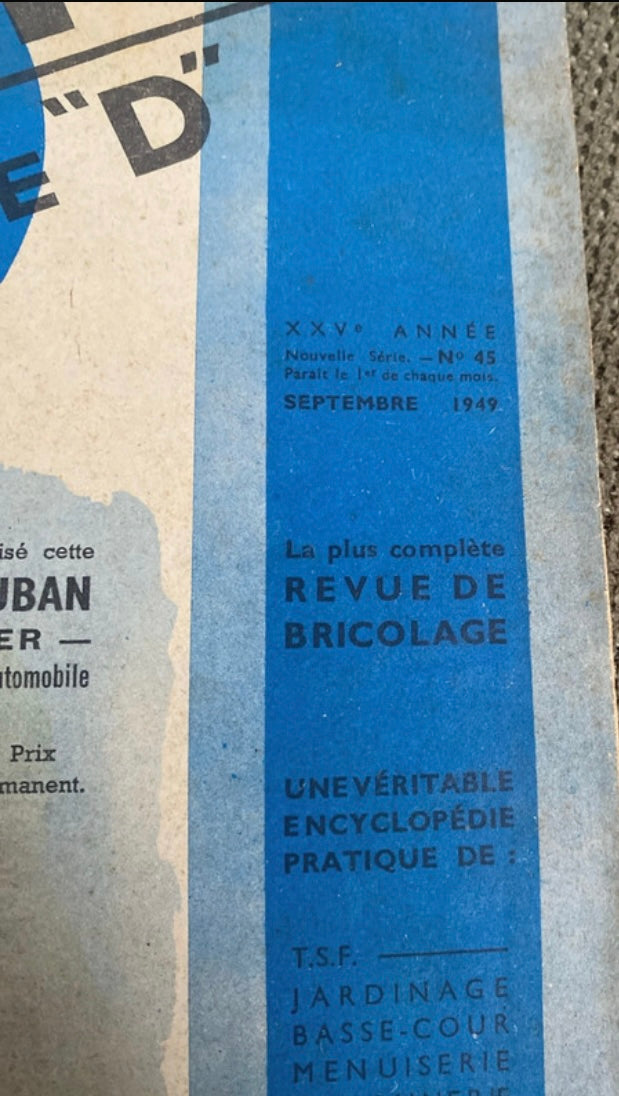 E "D"
XXVe ANNÉE
Nouvelle Série. — No 45
Paraît le 1er de chaque mois.
SEPTEMBRE 1949
isé cette
UBAN
ER —
utomobile
Prix
manent.
La plus complète
REVUE DE
BRICOLAGE
UNE VÉRITABLE
ENCYCLOPÉDIE
PRATIQUE DE :
T.S.F. —
JARDINAGE
BASSE-COUR
MENUISERIE